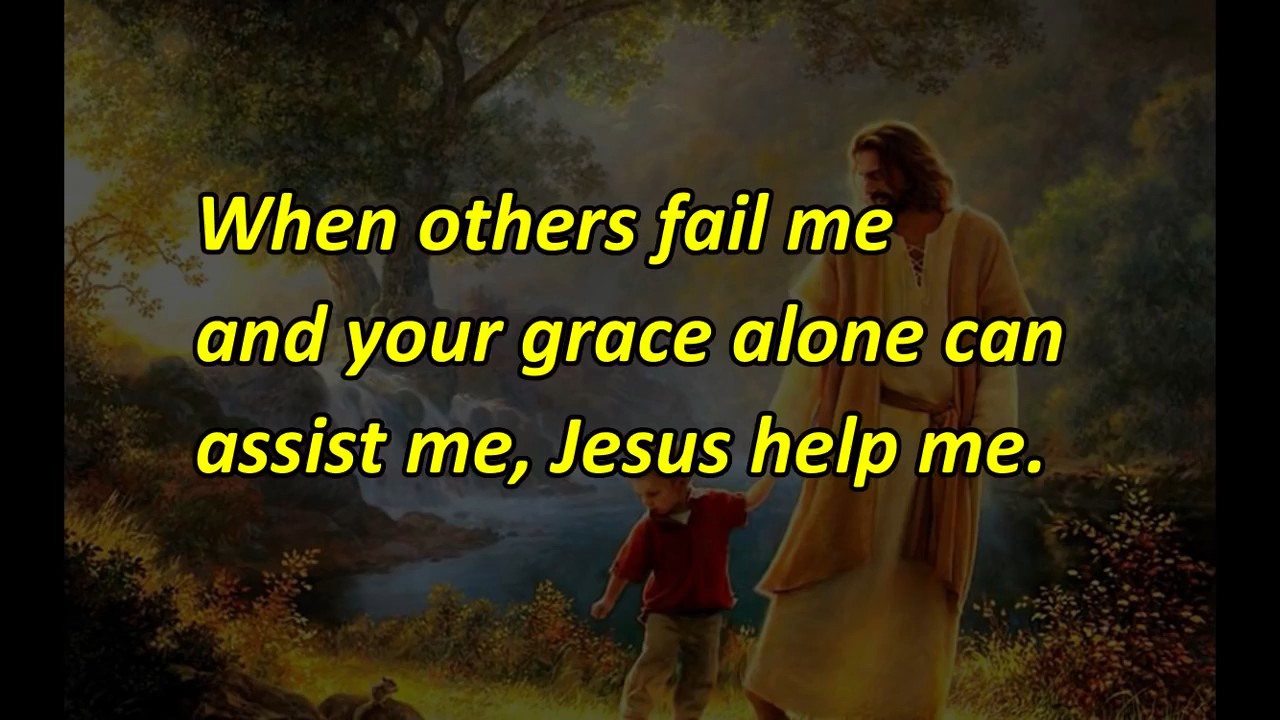 When others fail me
and your grace alone can
assist me, Jesus help me.